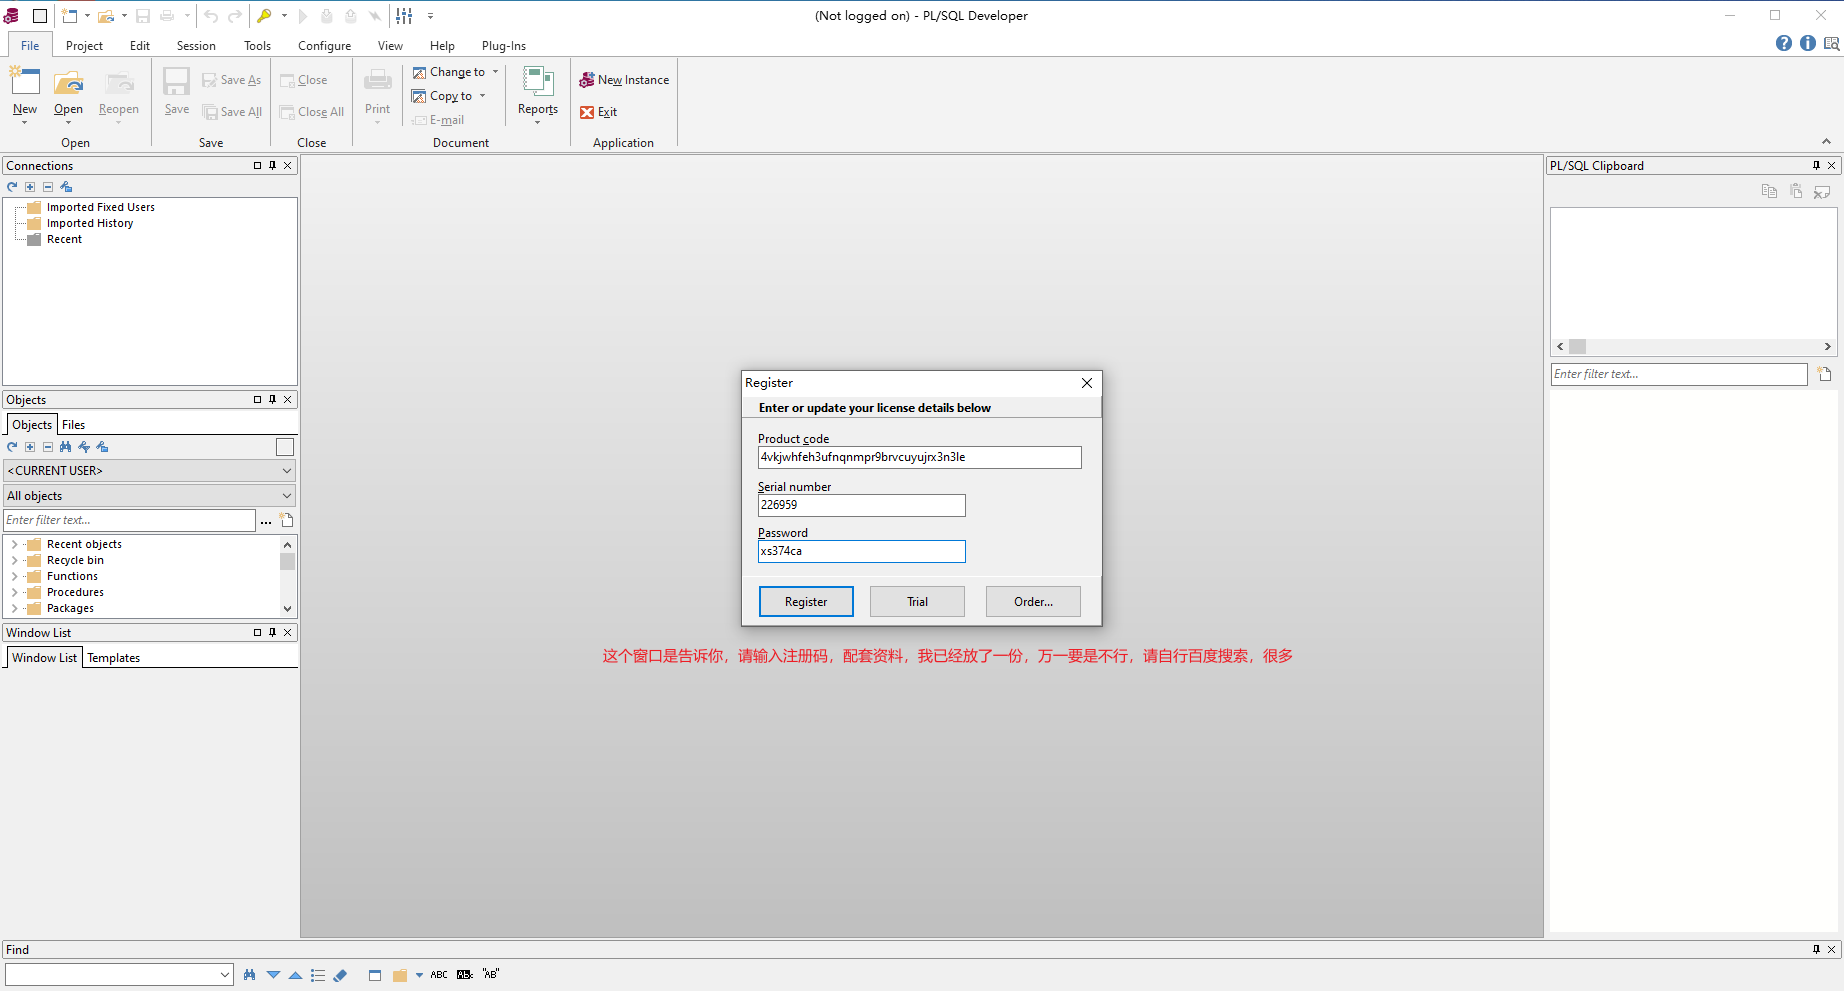 (Not logged on) - PL/SQL Developer
File Project Edit Session Tools Configure View Help Plug-Ins
New Open Reopen
Open
Save Save As Save All
Save
Close Close All
Close
Print Change to Copy to E-mail Reports
Document
New Instance Exit
Application
Connections
Imported Fixed Users
Imported History
Recent
Objects
Objects Files
<CURRENT USER>
All objects
Enter filter text...
Recent objects
Recycle bin
Functions
Procedures
Packages
Window List
Window List Templates
Register
Enter or update your license details below
Product code
4vkjwhfeh3ufnqnmpr9brvcuyujrx3n3le
Serial number
226959
Password
xs374ca
Register Trial Order...
这个窗口是告诉你，请输入注册码，配套资料，我已经放了一份，万一要是不行，请自行百度搜索，很多
PL/SQL Clipboard
Enter filter text...
Find
ABC AB: "AB"